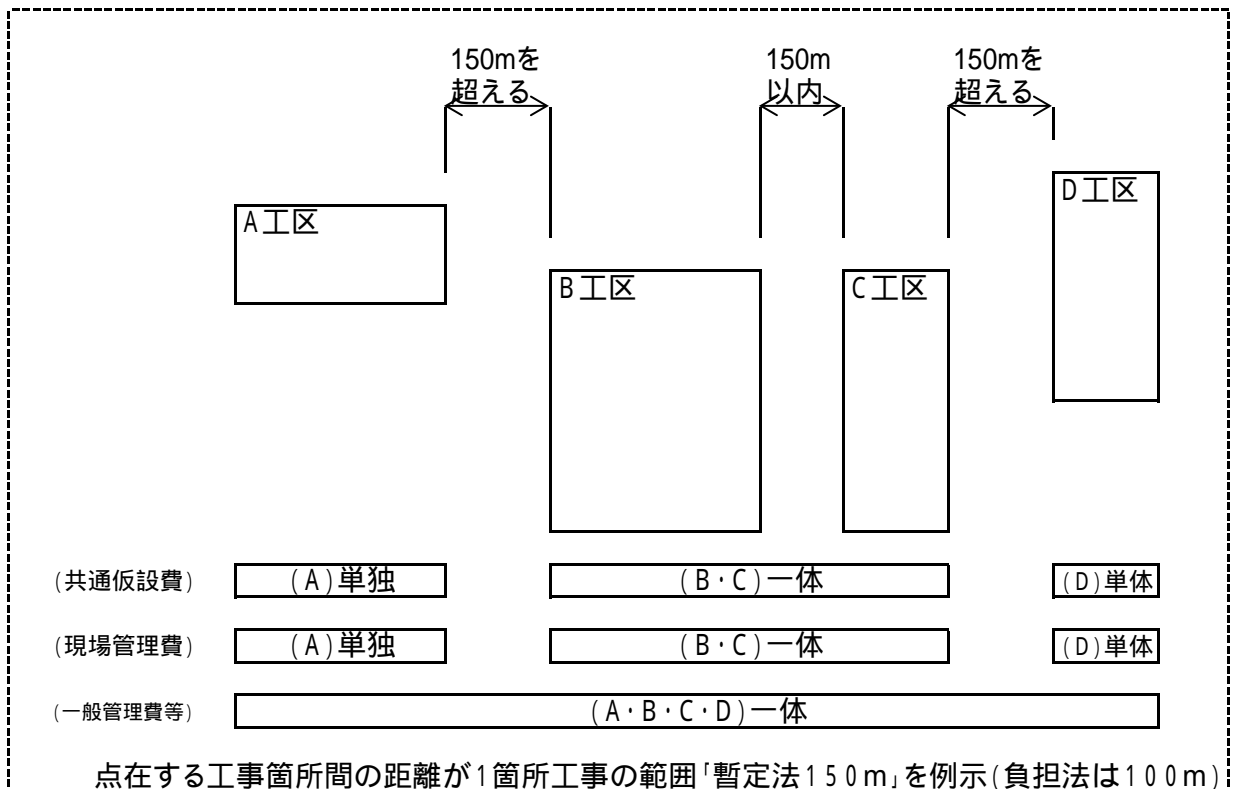 150mを
超える
150m
以内
150mを
超える
A工区
B工区
C工区
D工区
(共通仮設費) (A)単独 (B・C)一体 (D)単体
(現場管理費) (A)単独 (B・C)一体 (D)単体
(一般管理費等) (A・B・C・D)一体
点在する工事箇所間の距離が1箇所工事の範囲「暫定法150m」を例示(負担法は100m)